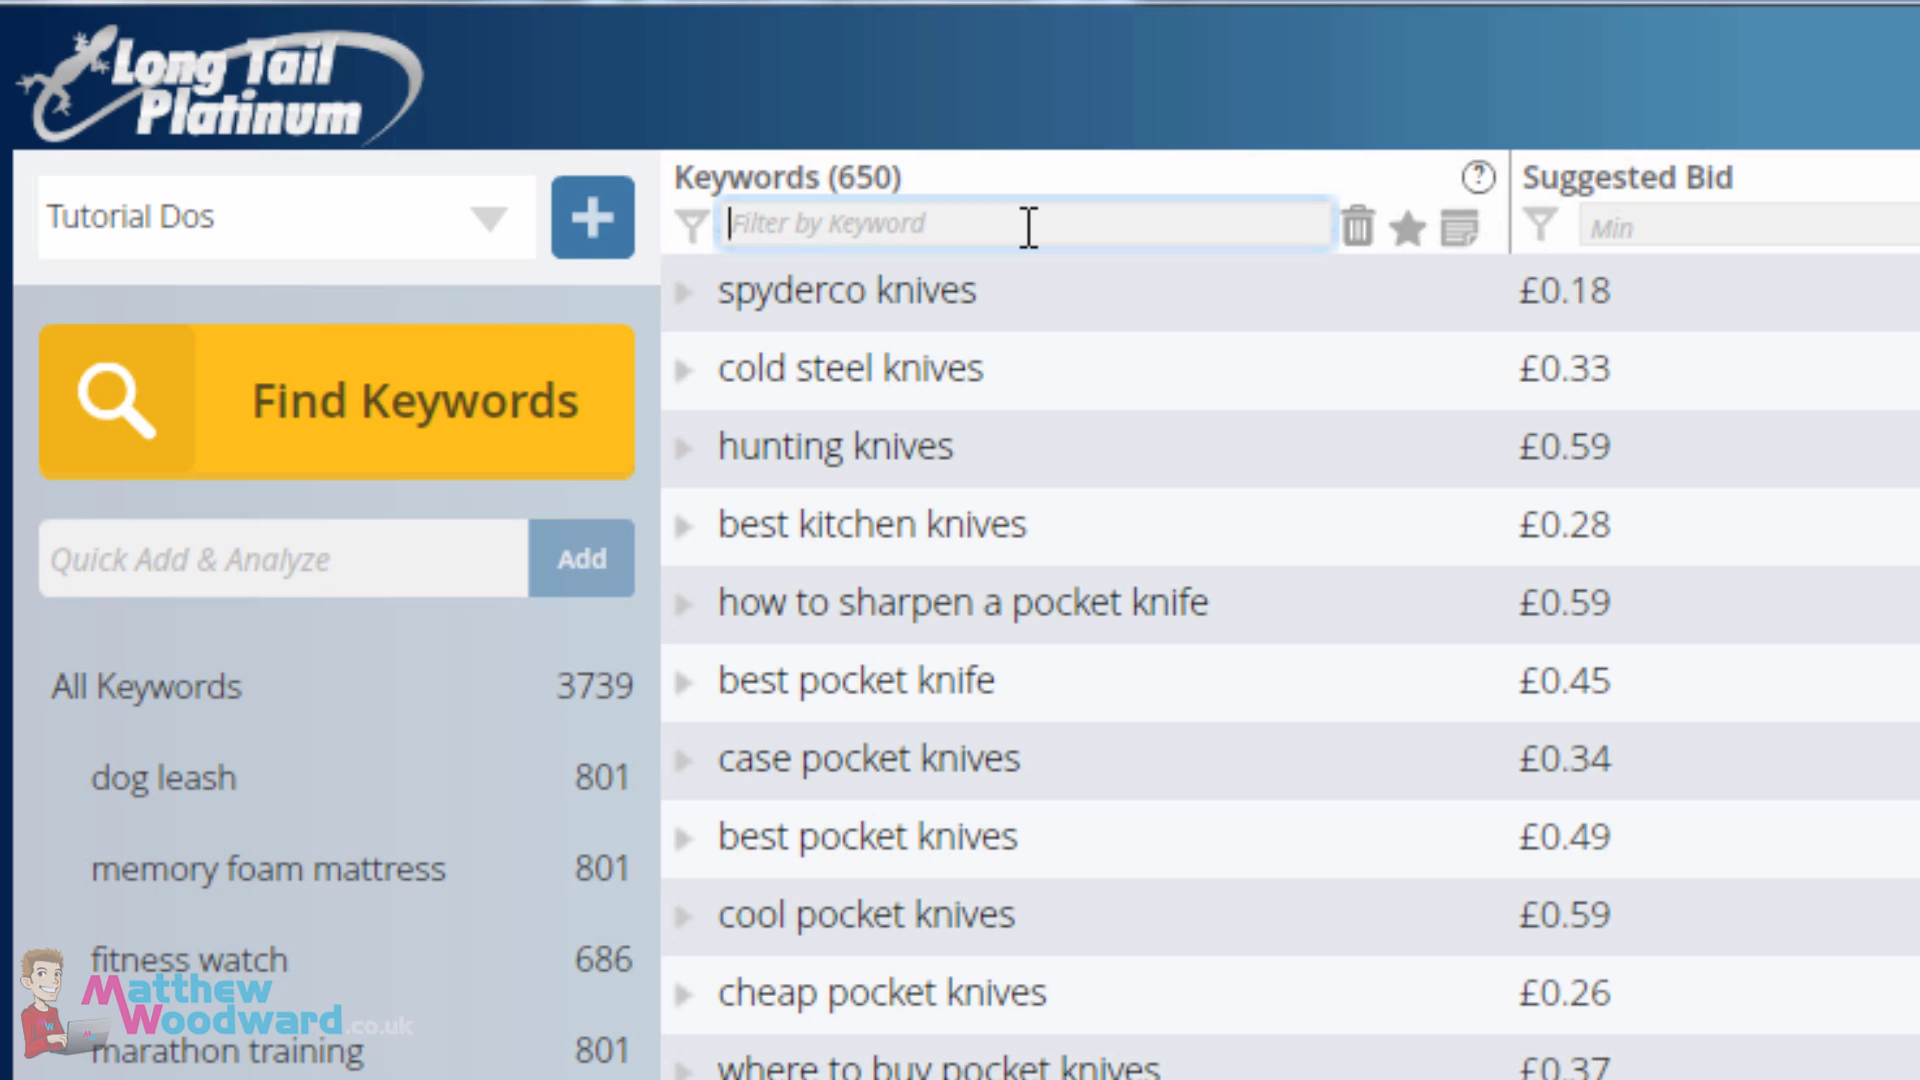 Long Tail
Platinum
Tutorial Dos
Find Keywords
Quick Add & Analyze Add
All Keywords 3739
dog leash 801
memory foam mattress 801
fitness watch 686
marathon training 801
Matthew
Woodward.co.uk
Keywords (650) ? Suggested Bid
Filter by Keyword Min
spyderco knives £0.18
cold steel knives £0.33
hunting knives £0.59
best kitchen knives £0.28
how to sharpen a pocket knife £0.59
best pocket knife £0.45
case pocket knives £0.34
best pocket knives £0.49
cool pocket knives £0.59
cheap pocket knives £0.26
where to buy pocket knives £0.37